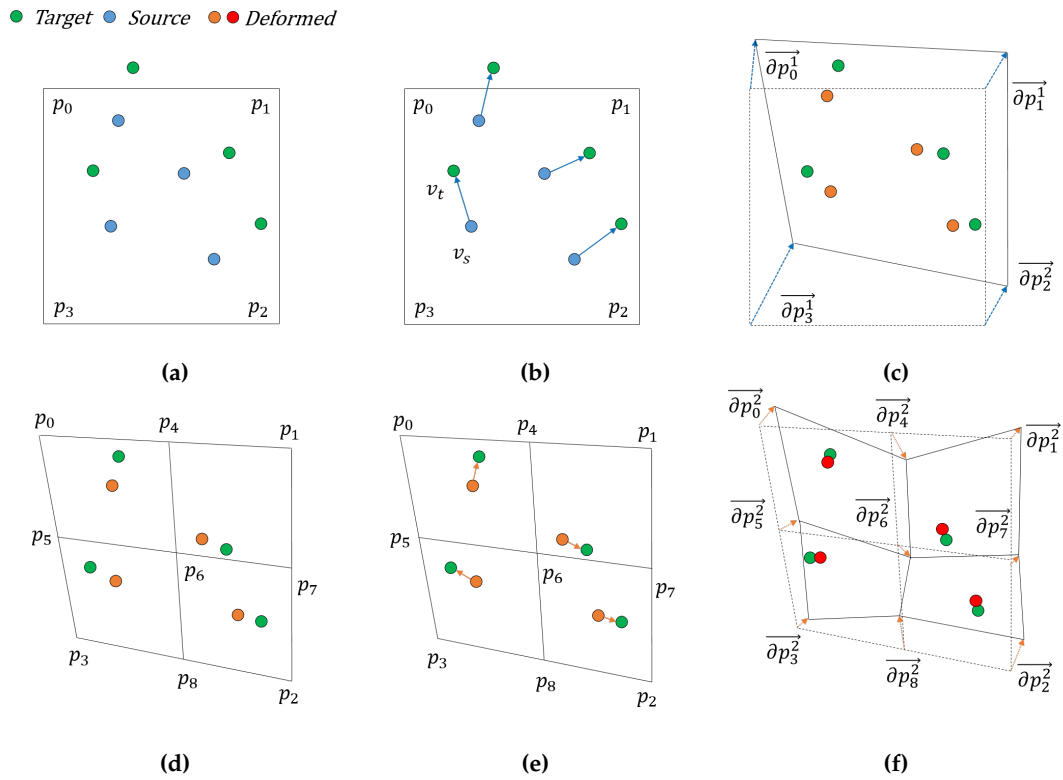 Target Source Deformed
p₀ p₁
p₃ p₂
(a)
p₀ p₁
vₜ
vₛ
p₃ p₂
(b)
∂p₀¹
∂p₁¹
∂p₂²
∂p₃¹
(c)
p₀ p₄ p₁
p₅ p₆ p₇
p₃ p₈ p₂
(d)
p₀ p₄ p₁
p₅ p₆ p₇
p₃ p₈ p₂
(e)
∂p₀² ∂p₄² ∂p₁²
∂p₅² ∂p₆² ∂p₇²
∂p₃² ∂p₈² ∂p₂²
(f)